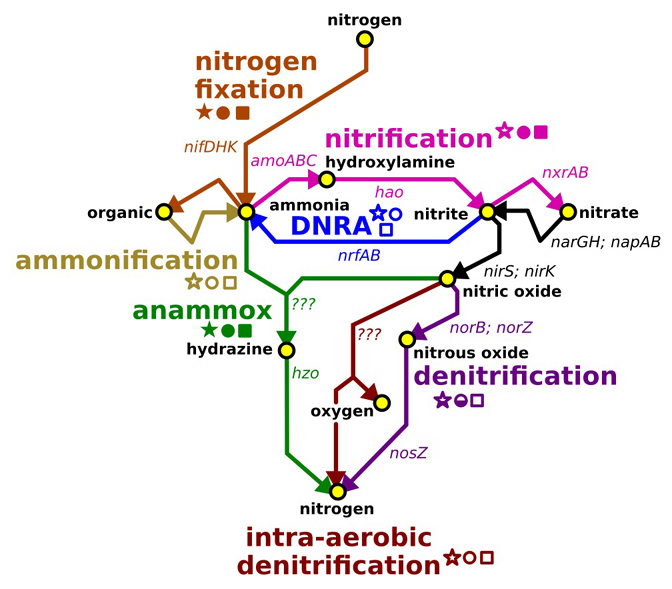 nitrogen
nitrogen
fixation
nifDHK
nitrification
amoABC
hydroxylamine
nxrAB
hao
organic
ammonia
nitrite
nitrate
DNRA
narGH; napAB
nrfAB
ammonification
nirS; nirK
nitric oxide
anammox
???
norB; norZ
???
hydrazine
nitrous oxide
hzo
denitrification
oxygen
nosZ
nitrogen
intra-aerobic
denitrification